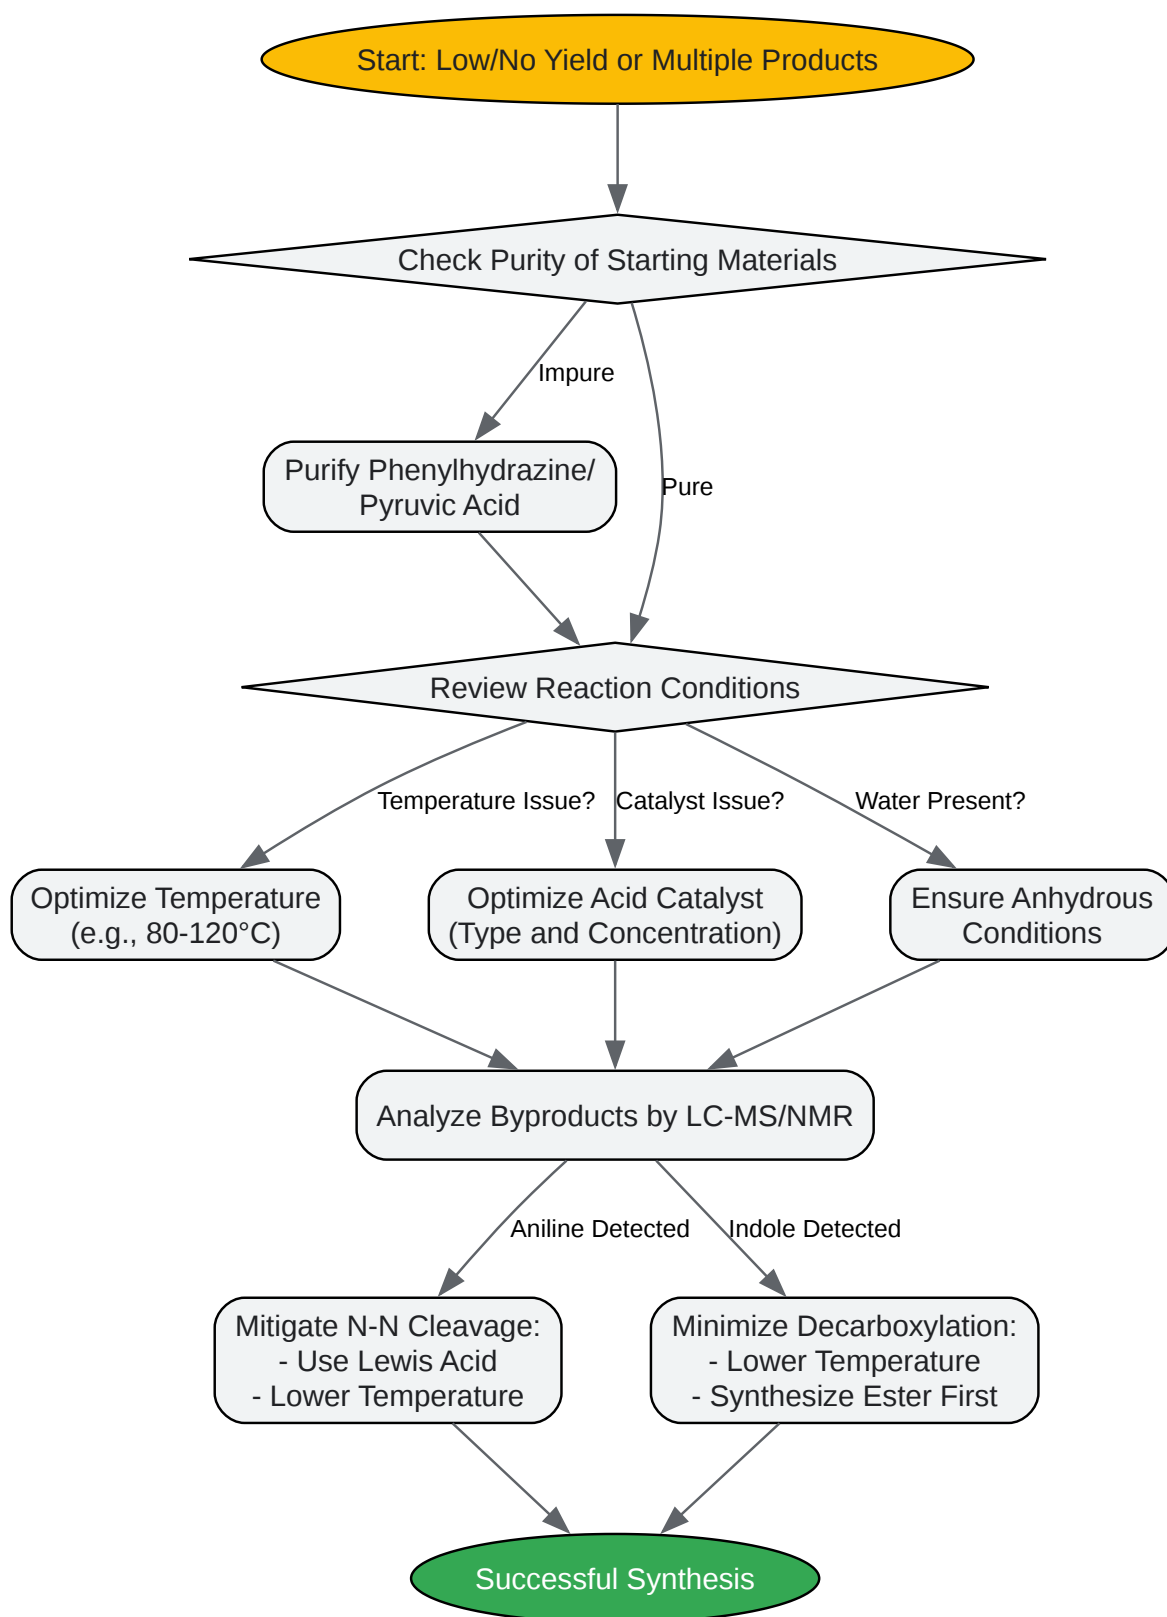 Start: Low/No Yield or Multiple Products
Check Purity of Starting Materials
Impure
Purify Phenylhydrazine/
Pyruvic Acid
Pure
Review Reaction Conditions
Temperature Issue?
Catalyst Issue?
Water Present?
Optimize Temperature
(e.g., 80-120°C)
Optimize Acid Catalyst
(Type and Concentration)
Ensure Anhydrous
Conditions
Analyze Byproducts by LC-MS/NMR
Aniline Detected
Indole Detected
Mitigate N-N Cleavage:
- Use Lewis Acid
- Lower Temperature
Minimize Decarboxylation:
- Lower Temperature
- Synthesize Ester First
Successful Synthesis